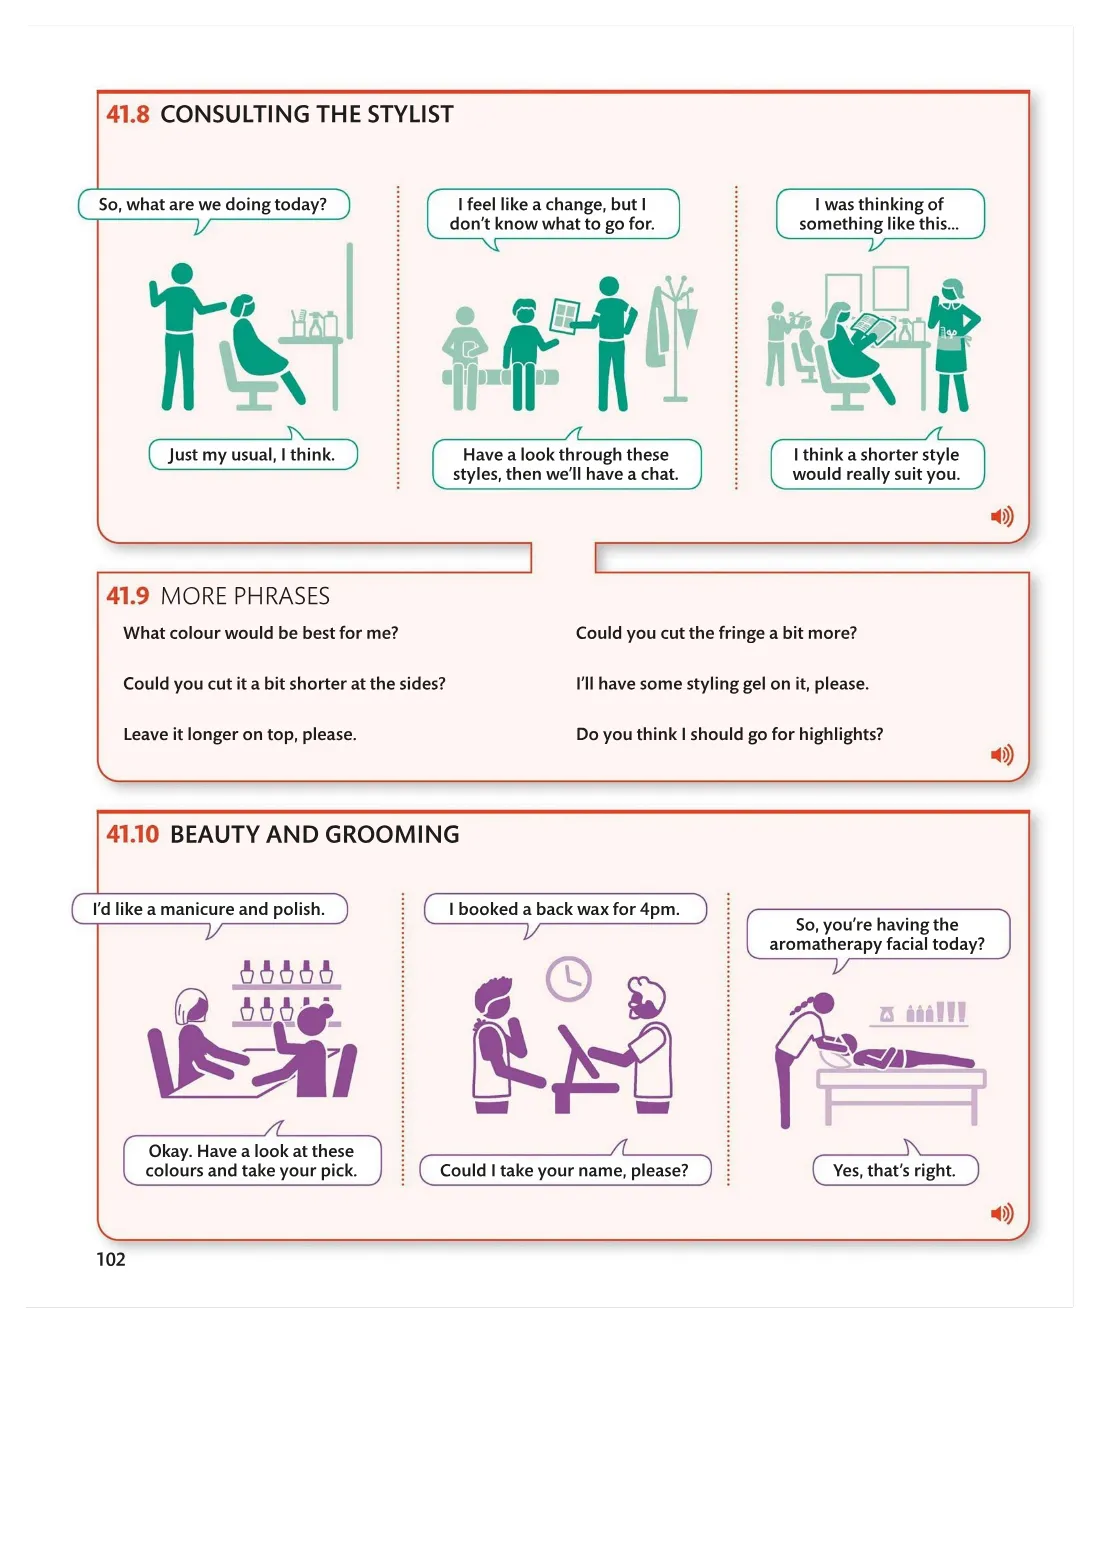 41.8 CONSULTING THE STYLIST
So, what are we doing today?
Just my usual, I think.
I feel like a change, but I
don't know what to go for.
Have a look through these
styles, then we'll have a chat.
I was thinking of
something like this...
I think a shorter style
would really suit you.
41.9 MORE PHRASES
What colour would be best for me?
Could you cut it a bit shorter at the sides?
Leave it longer on top, please.
Could you cut the fringe a bit more?
I'll have some styling gel on it, please.
Do you think I should go for highlights?
41.10 BEAUTY AND GROOMING
I'd like a manicure and polish.
Okay. Have a look at these
colours and take your pick.
I booked a back wax for 4pm.
Could I take your name, please?
So, you're having the
aromatherapy facial today?
Yes, that's right.
102